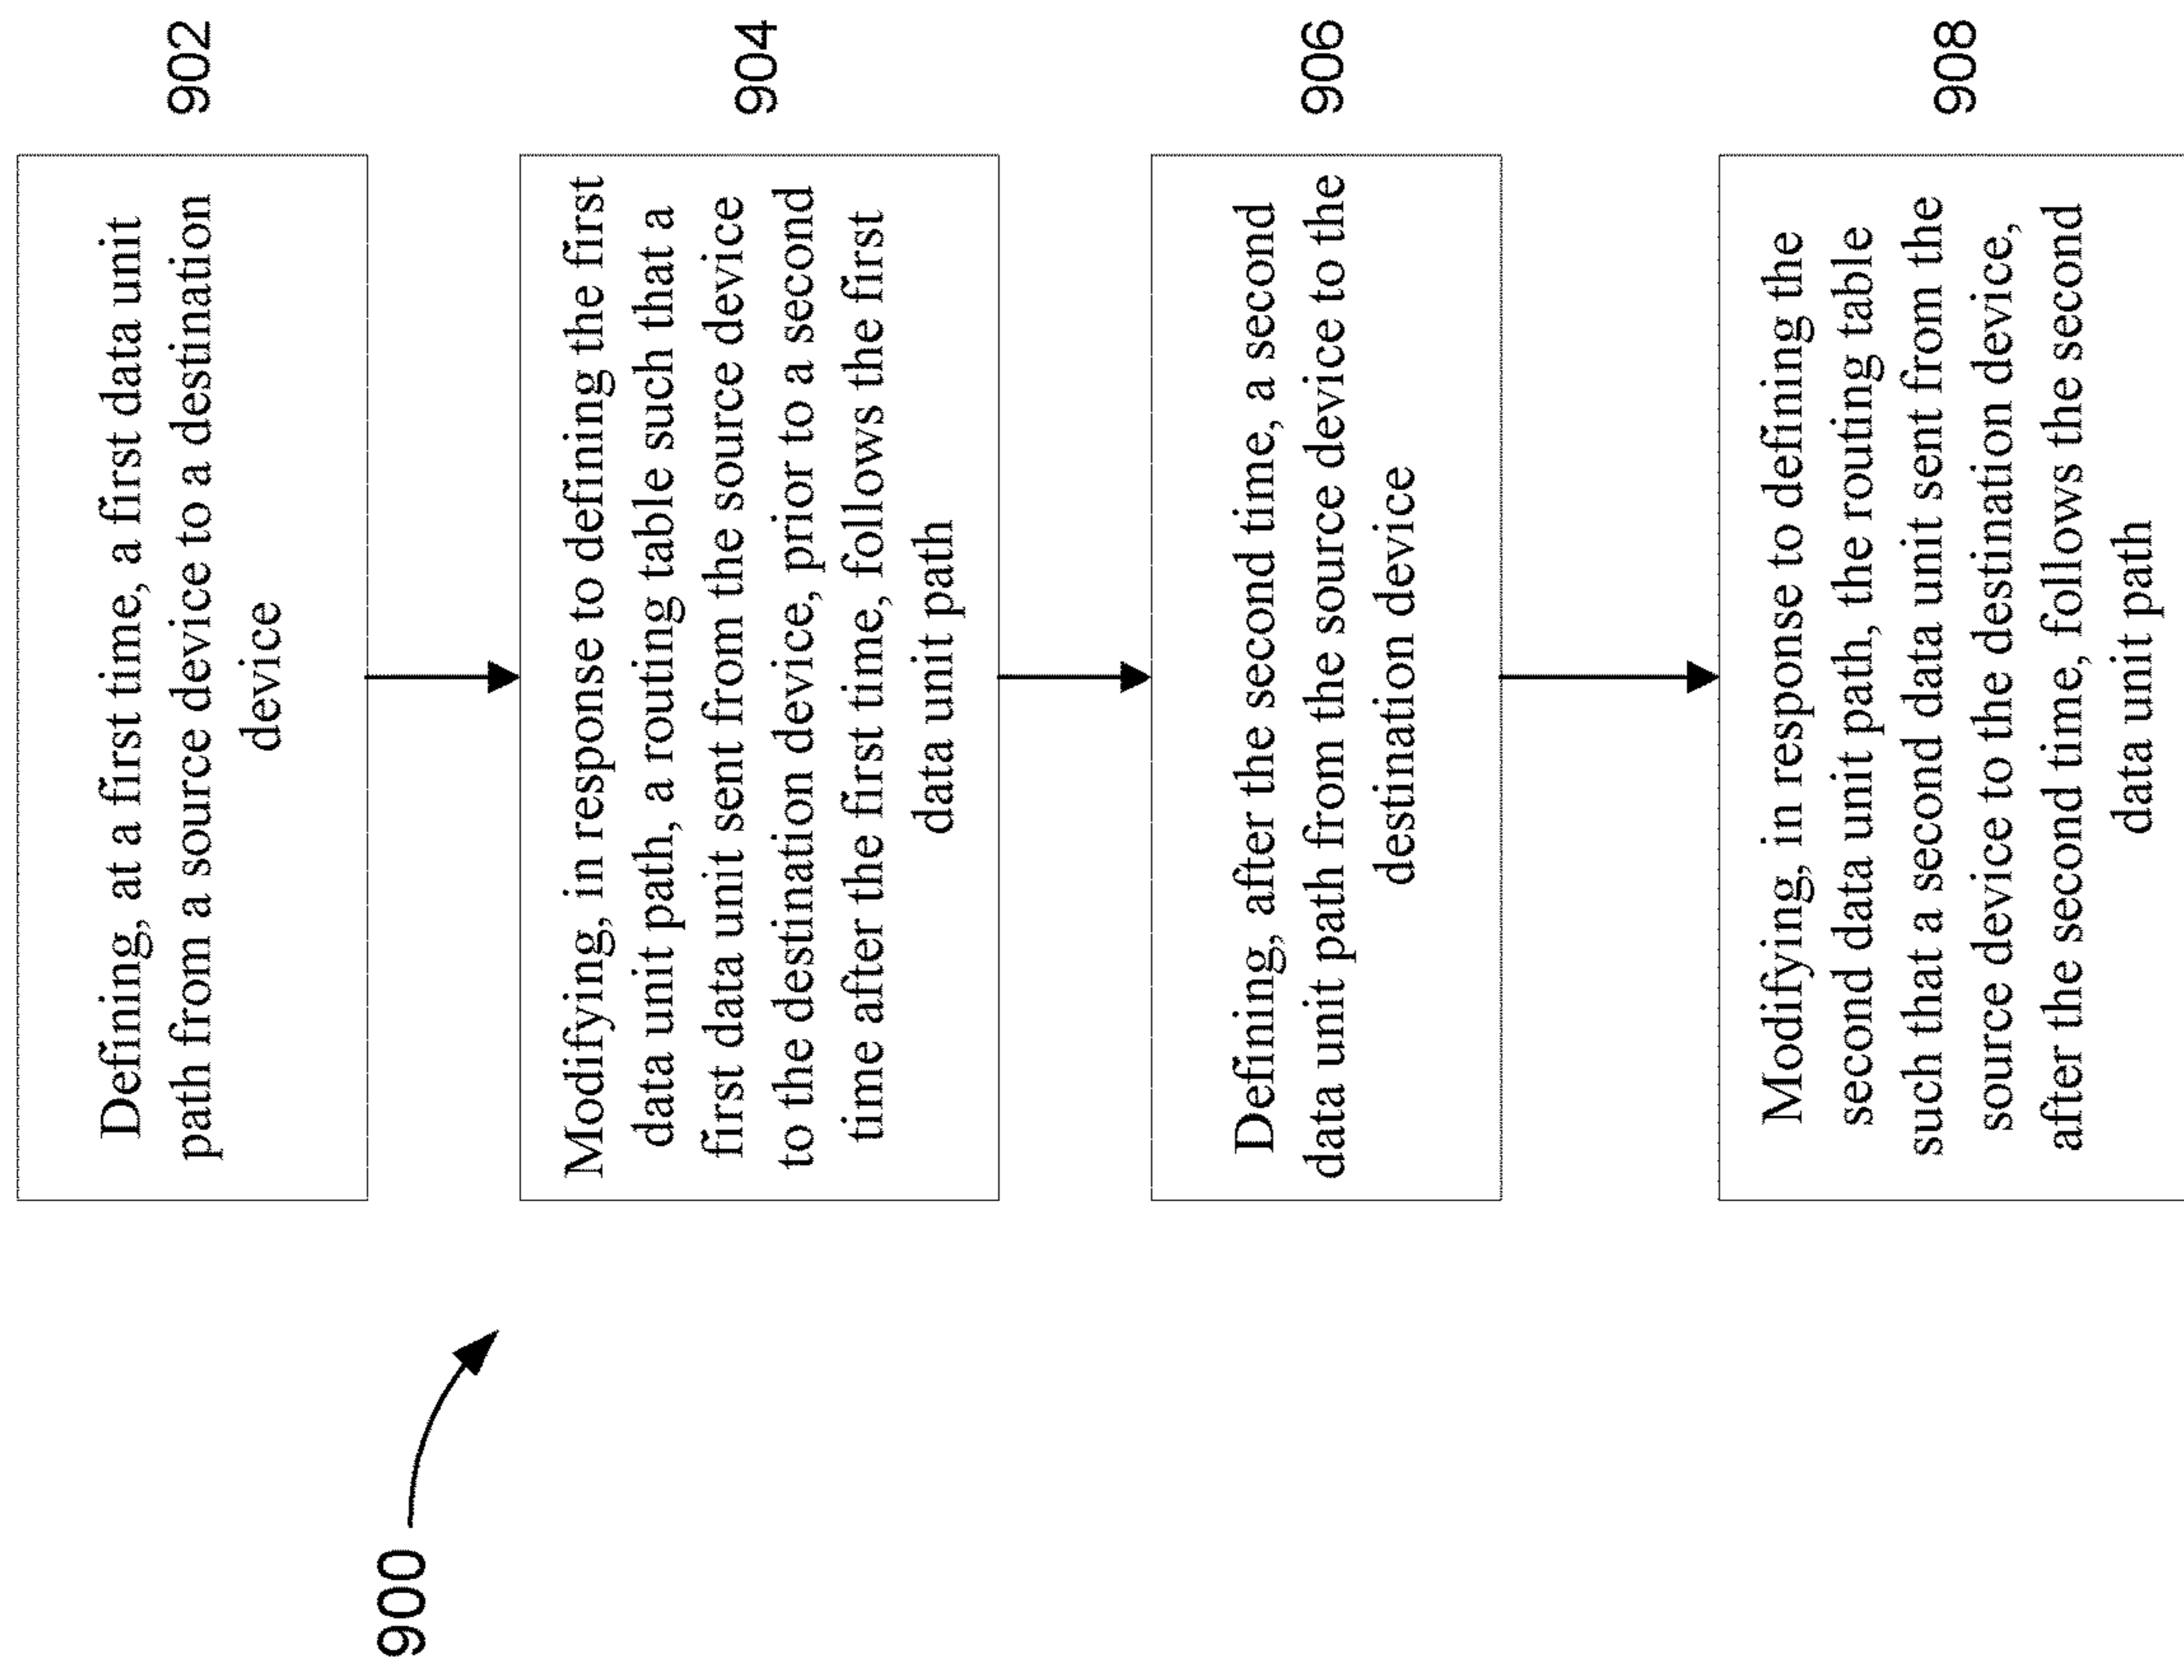 900
Defining, at a first time, a first data unit
path from a source device to a destination
device
902
Modifying, in response to defining the first
data unit path, a routing table such that a
first data unit sent from the source device
to the destination device, prior to a second
time after the first time, follows the first
data unit path
904
Defining, after the second time, a second
data unit path from the source device to the
destination device
906
Modifying, in response to defining the
second data unit path, the routing table
such that a second data unit sent from the
source device to the destination device,
after the second time, follows the second
data unit path
908